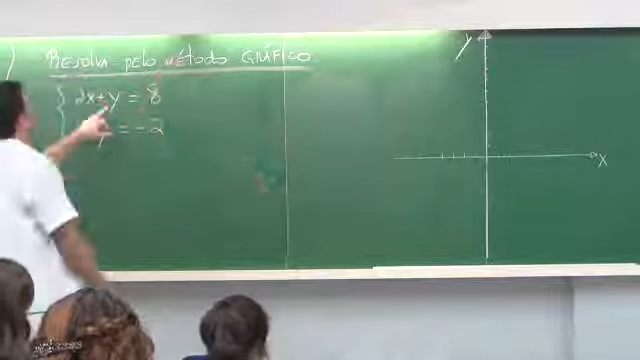 ) Resolva pelo método gráfico
2x + y = 8
y = -2
y
x